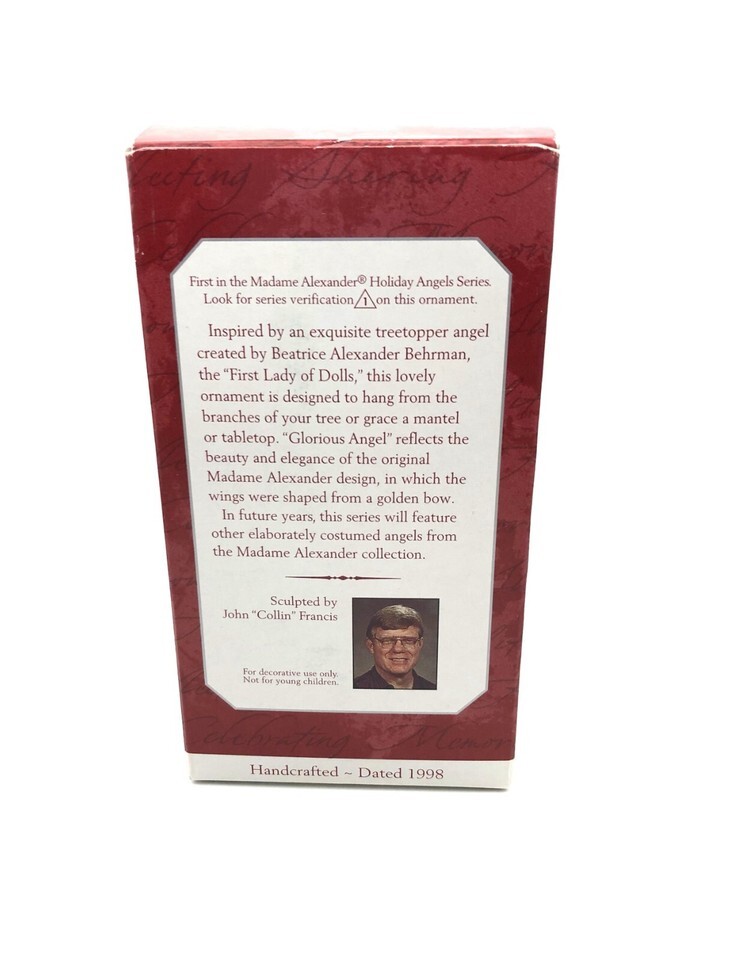 Sharing
First in the Madame Alexander® Holiday Angels Series.
Look for series verification 1 on this ornament.
Inspired by an exquisite treetopper angel
created by Beatrice Alexander Behrman,
the “First Lady of Dolls,” this lovely
ornament is designed to hang from the
branches of your tree or grace a mantel
or tabletop. “Glorious Angel” reflects the
beauty and elegance of the original
Madame Alexander design, in which the
wings were shaped from a golden bow.
In future years, this series will feature
other elaborately costumed angels from
the Madame Alexander collection.
Sculpted by
John “Collin” Francis
For decorative use only.
Not for young children.
Celebrating Memor
Handcrafted ~ Dated 1998